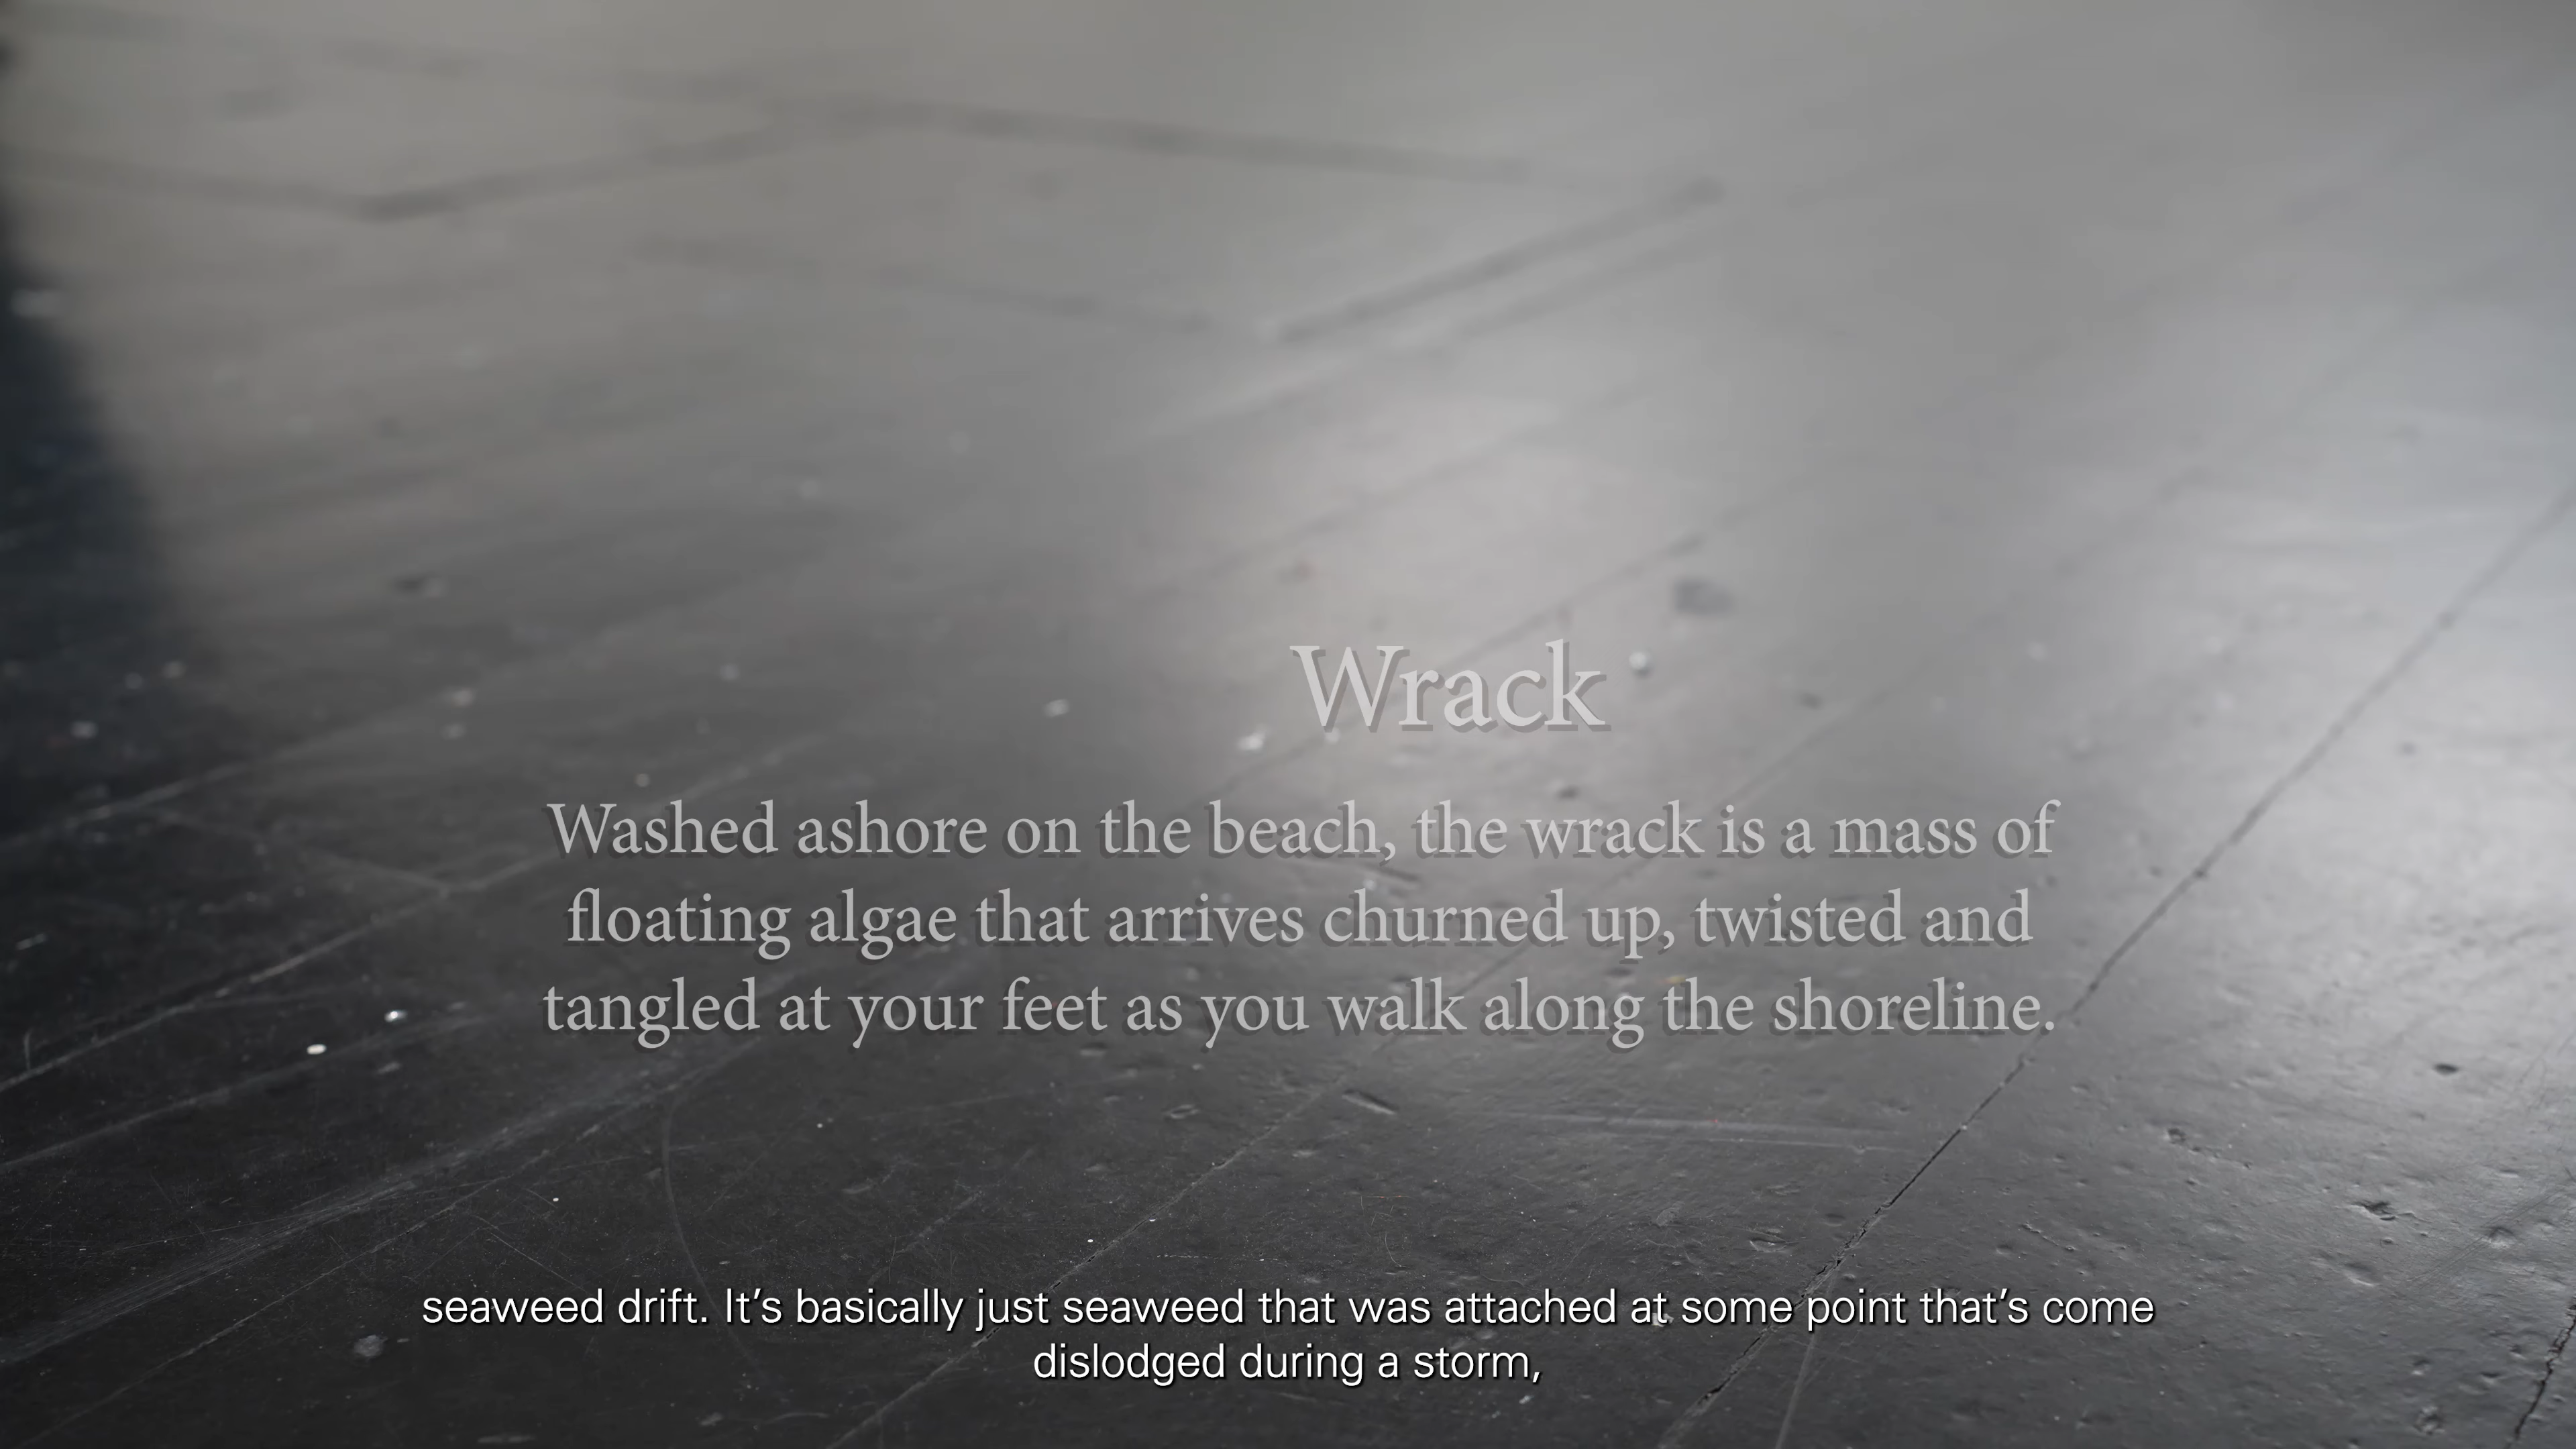 Wrack
Washed ashore on the beach, the wrack is a mass of
floating algae that arrives churned up, twisted and
tangled at your feet as you walk along the shoreline.
seaweed drift. It’s basically just seaweed that was attached at some point that’s come
dislodged during a storm,